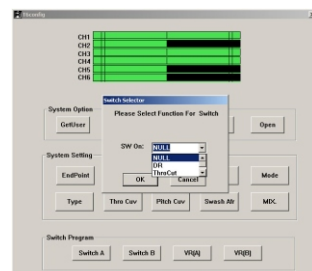 T6config
CH1
CH2
CH3
CH4
CH5
CH6
System Option
GetUser
Open
Switch Selector
Please Select Function For Switch
SW On:
NULL
NULL
DR
ThroCut
OK
Cancel
System Setting
EndPoint
Mode
Type
Thro Cuv
Pitch Cuv
Swash Afr
MIX.
Switch Program
Switch A
Switch B
VR(A)
VR(B)